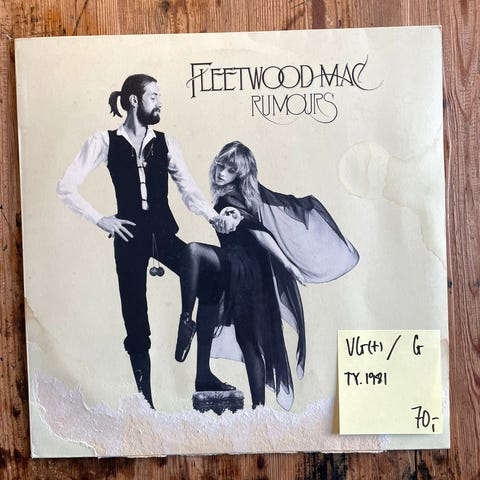 FLEETWOOD MAC
RUMOURS
VG(+) / G
TY. 1981
70,-